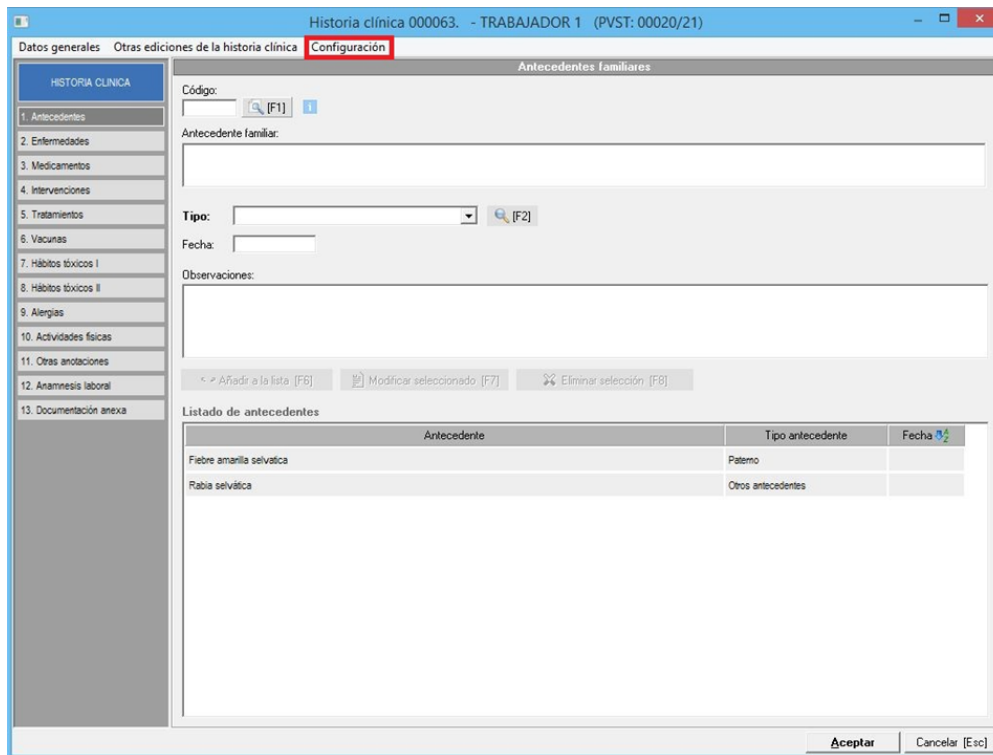 Historia clínica 000063. - TRABAJADOR 1 (PVST: 00020/21)
Datos generales Otras ediciones de la historia clínica Configuración
HISTORIA CLINICA
1. Antecedentes
2. Enfermedades
3. Medicamentos
4. Intervenciones
5. Tratamientos
6. Vacunas
7. Hábitos tóxicos I
8. Hábitos tóxicos II
9. Alergias
10. Actividades físicas
11. Otras anotaciones
12. Anamnesis laboral
13. Documentación anexa
Antecedentes familiares
Código:
[F1]
Antecedente familiar:
Tipo: [F2]
Fecha:
Observaciones:
Añadir a la lista [F6] Modificar seleccionado [F7] Eliminar selección [F8]
Listado de antecedentes
Antecedente Tipo antecedente Fecha
Fiebre amarilla selvatica Paterno
Rabia selvática Otros antecedentes
Aceptar Cancelar [Esc]